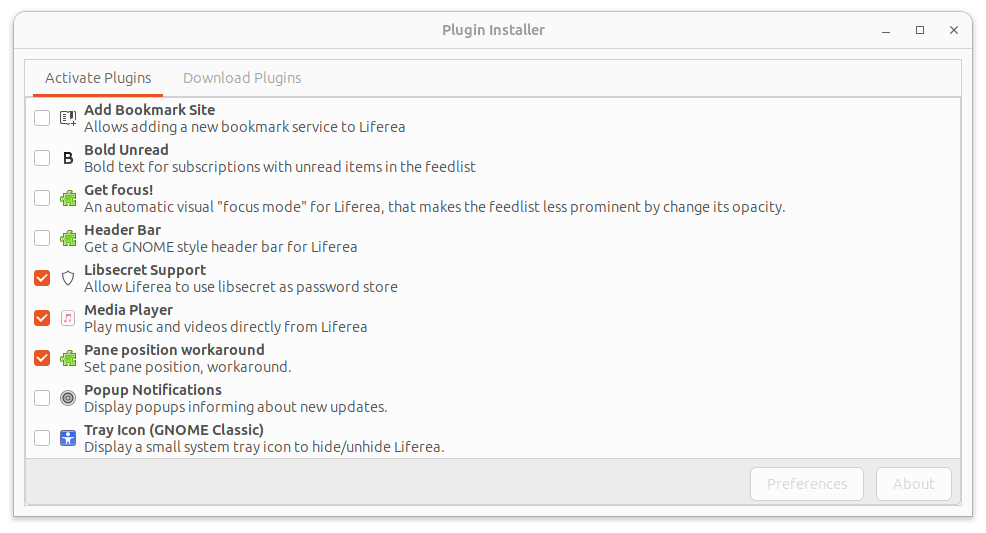 Plugin Installer
Activate Plugins Download Plugins
Add Bookmark Site
Allows adding a new bookmark service to Liferea
B Bold Unread
Bold text for subscriptions with unread items in the feedlist
Get focus!
An automatic visual "focus mode" for Liferea, that makes the feedlist less prominent by change its opacity.
Header Bar
Get a GNOME style header bar for Liferea
Libsecret Support
Allow Liferea to use libsecret as password store
Media Player
Play music and videos directly from Liferea
Pane position workaround
Set pane position, workaround.
Popup Notifications
Display popups informing about new updates.
Tray Icon (GNOME Classic)
Display a small system tray icon to hide/unhide Liferea.
Preferences About